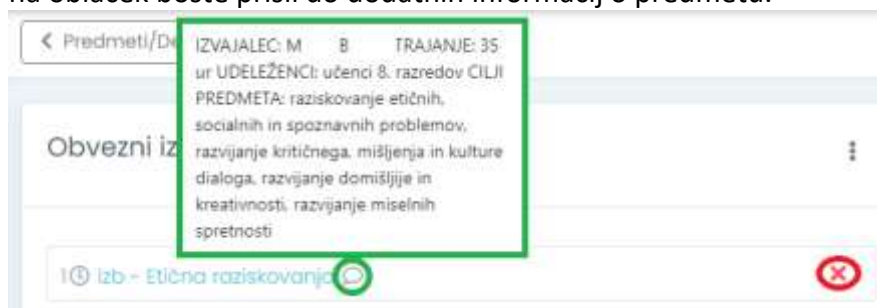 na oblaček boste prišli do dodatnih informacij o predmetu.
Predmeti/De
IZVAJALEC: M B TRAJANJE: 35
ur UDELEŽENCI: učenci 8. razredov CILJI
PREDMETA: raziskovanje etičnih,
socialnih in spoznavnih problemov,
razvijanje kritičnega, mišljenja in kulture
dialoga, razvijanje domišljije in
kreativnosti, razvijanje miselnih
spretnosti
Obvezni iz
1 izb - Etična raziskovanja